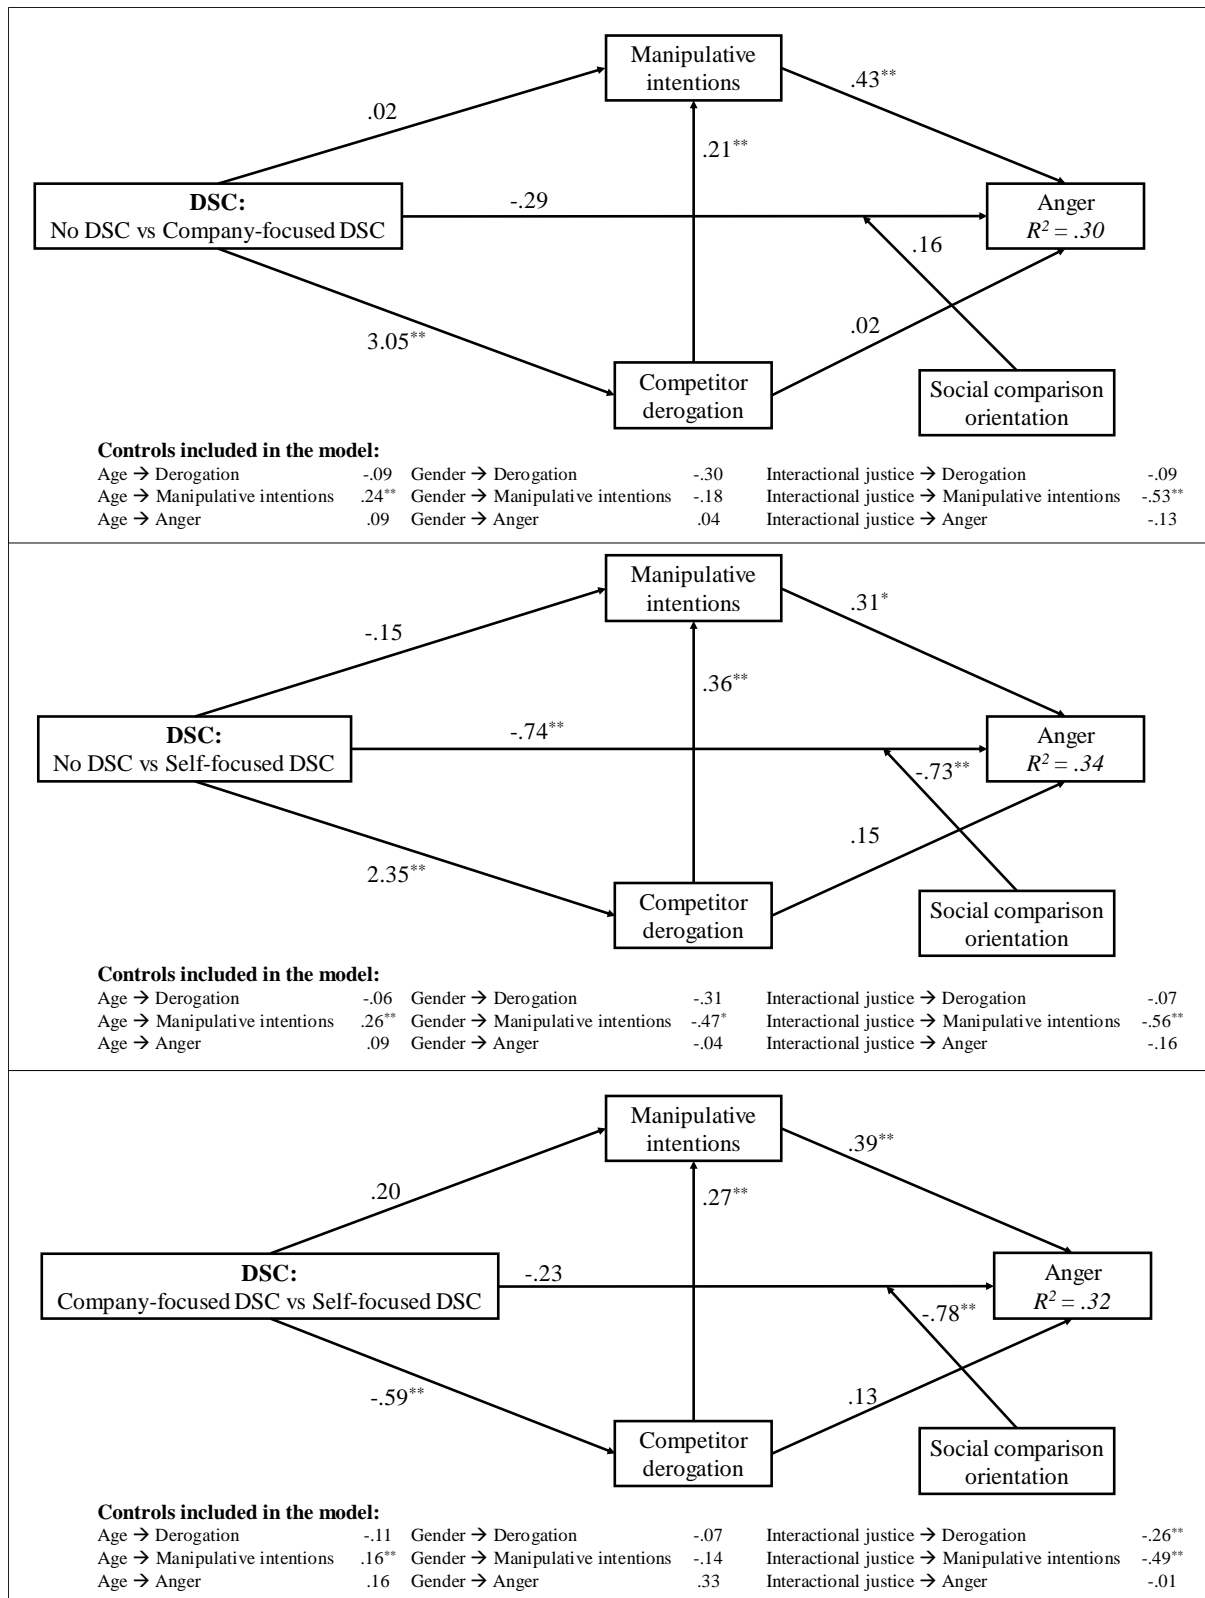 Manipulative
intentions
.43**
.02
.21**
DSC:
No DSC vs Company-focused DSC
-.29
Anger
R² = .30
.16
3.05**
.02
Competitor
derogation
Social comparison
orientation
Controls included in the model:
Age → Derogation -.09 Gender → Derogation -.30 Interactional justice → Derogation -.09
Age → Manipulative intentions .24** Gender → Manipulative intentions -.18 Interactional justice → Manipulative intentions -.53**
Age → Anger .09 Gender → Anger .04 Interactional justice → Anger -.13
Manipulative
intentions
.31*
-.15
.36**
DSC:
No DSC vs Self-focused DSC
-.74**
Anger
R² = .34
-.73**
2.35**
.15
Competitor
derogation
Social comparison
orientation
Controls included in the model:
Age → Derogation -.06 Gender → Derogation -.31 Interactional justice → Derogation -.07
Age → Manipulative intentions .26** Gender → Manipulative intentions -.47* Interactional justice → Manipulative intentions -.56**
Age → Anger .09 Gender → Anger -.04 Interactional justice → Anger -.16
Manipulative
intentions
.39**
.20
.27**
DSC:
Company-focused DSC vs Self-focused DSC
-.23
Anger
R² = .32
-.78**
-.59**
.13
Competitor
derogation
Social comparison
orientation
Controls included in the model:
Age → Derogation -.11 Gender → Derogation -.07 Interactional justice → Derogation -.26**
Age → Manipulative intentions .16** Gender → Manipulative intentions -.14 Interactional justice → Manipulative intentions -.49**
Age → Anger .16 Gender → Anger .33 Interactional justice → Anger -.01